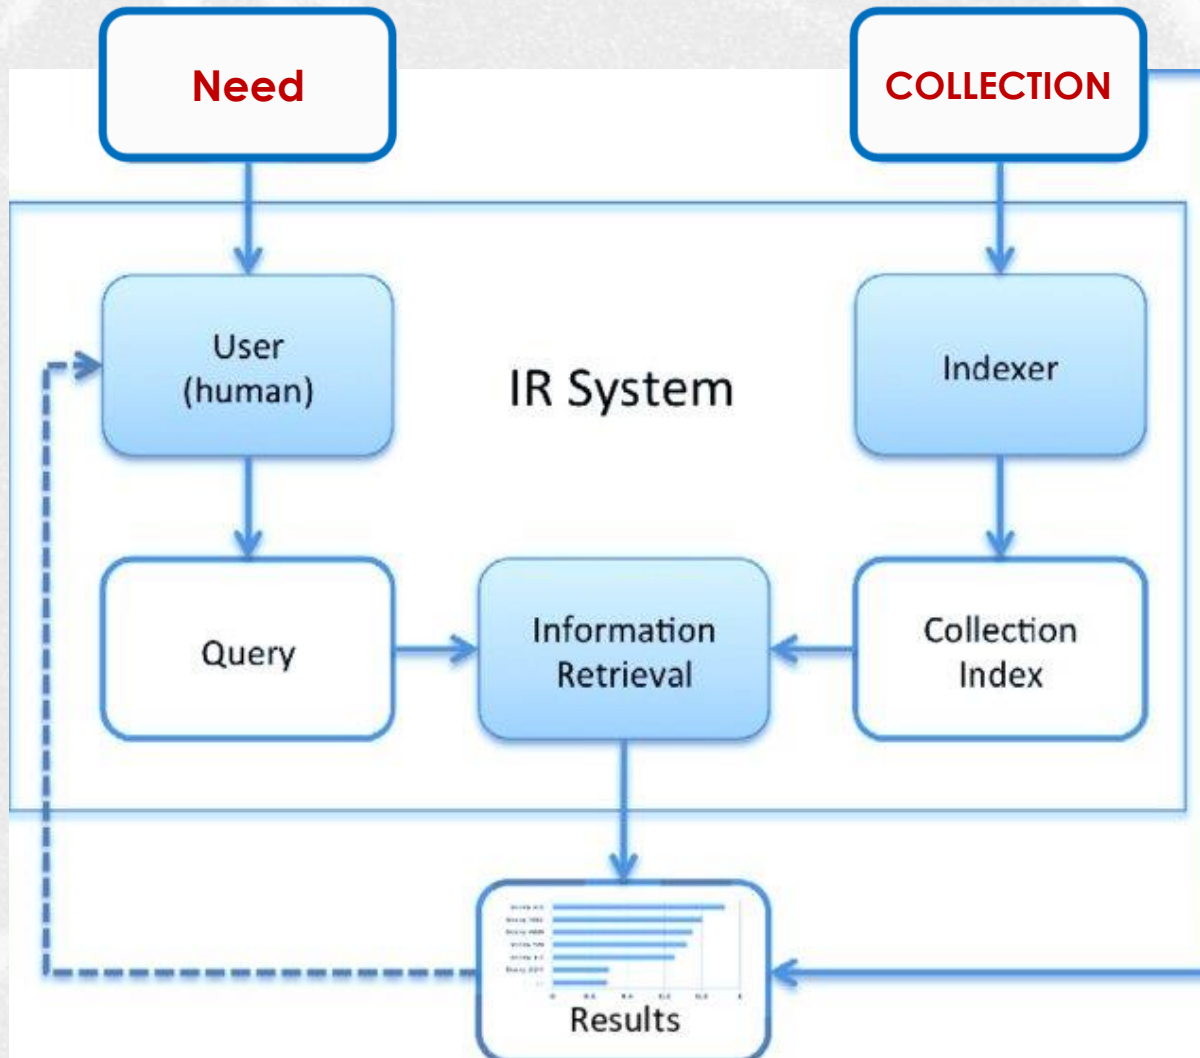 Need
COLLECTION
User
(human)
IR System
Indexer
Query
Information
Retrieval
Collection
Index
Results